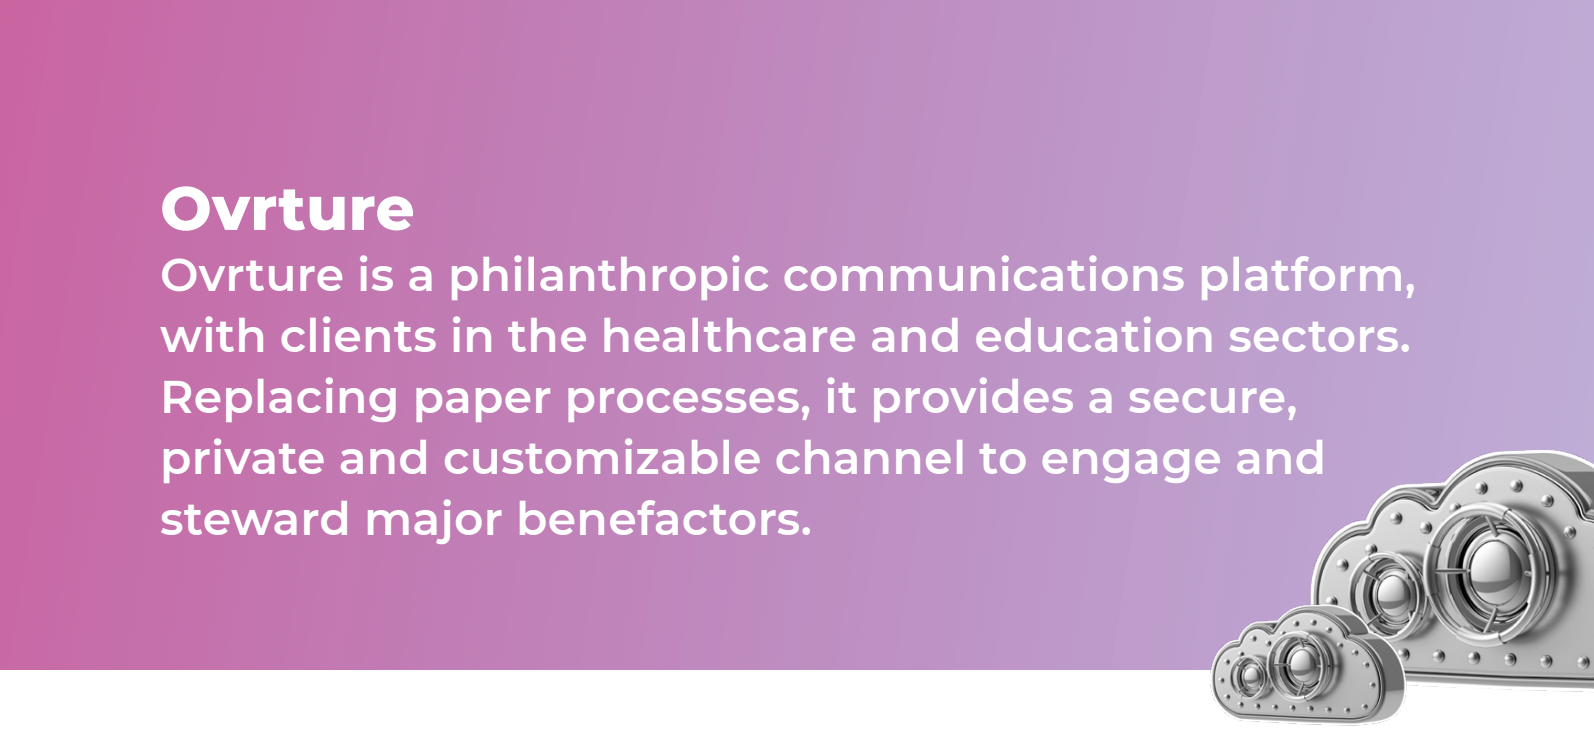 Ovrture
Ovrture is a philanthropic communications platform,
with clients in the healthcare and education sectors.
Replacing paper processes, it provides a secure,
private and customizable channel to engage and
steward major benefactors.